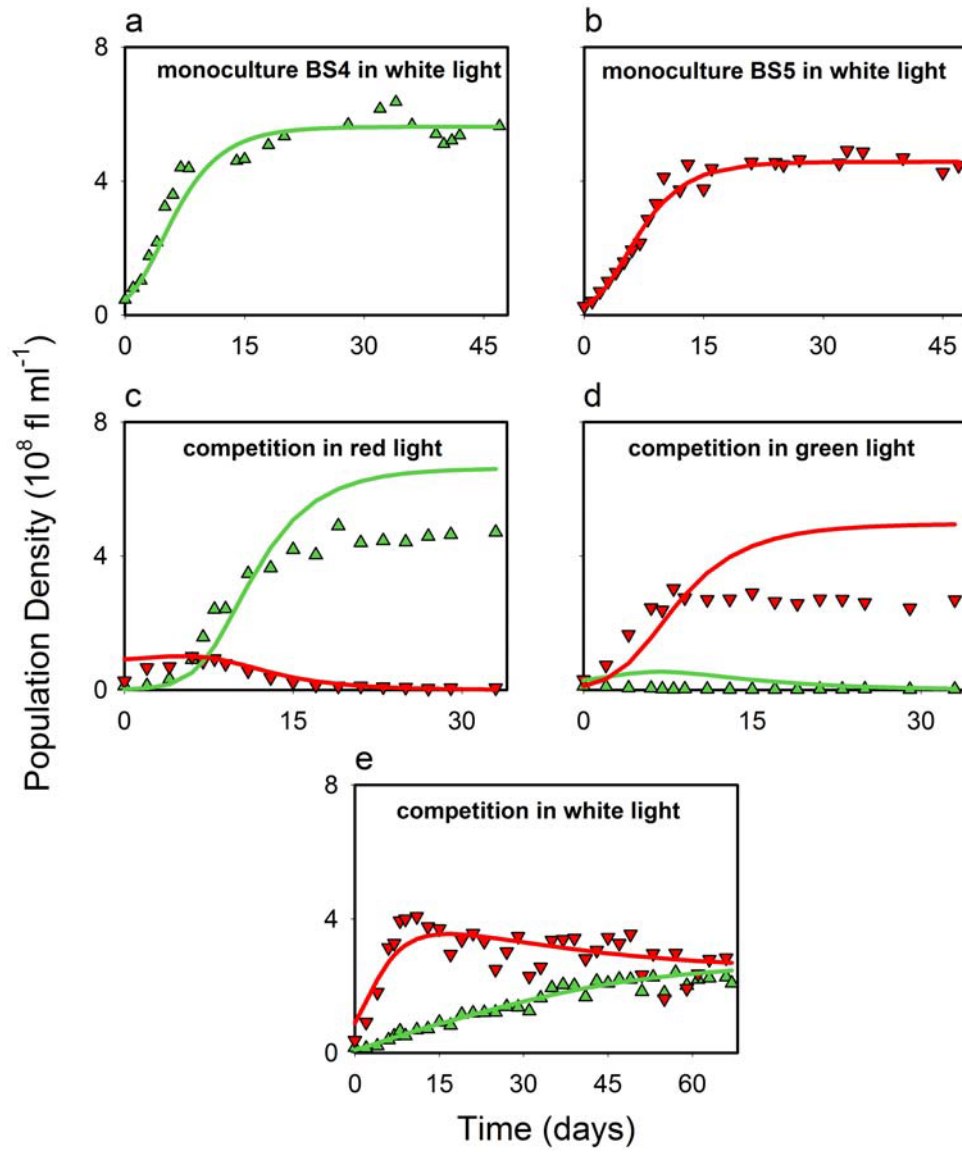 a
b
8
monoculture BS4 in white light
monoculture BS5 in white light
4
0
0 15 30 45
0 15 30 45
c
d
8
competition in red light
competition in green light
4
0
0 15 30
0 15 30
e
8
competition in white light
4
0
0 15 30 45 60
Population Density (10⁸ fl ml⁻¹)
Time (days)